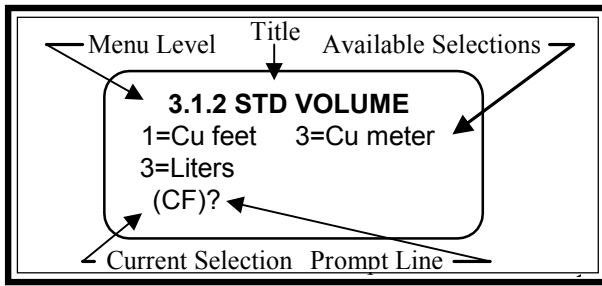 Menu Level Title Available Selections
3.1.2 STD VOLUME
1=Cu feet 3=Cu meter
3=Liters
(CF)?
Current Selection Prompt Line